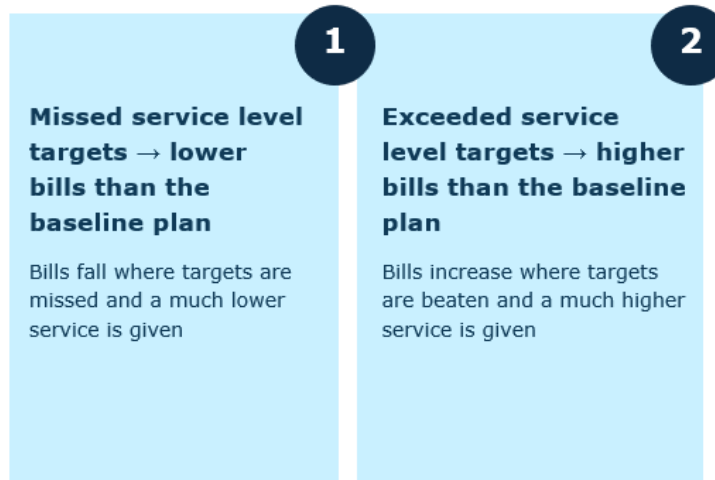 1
Missed service level
targets → lower
bills than the
baseline plan
Bills fall where targets are
missed and a much lower
service is given
2
Exceeded service
level targets → higher
bills than the baseline
plan
Bills increase where targets
are beaten and a much higher
service is given